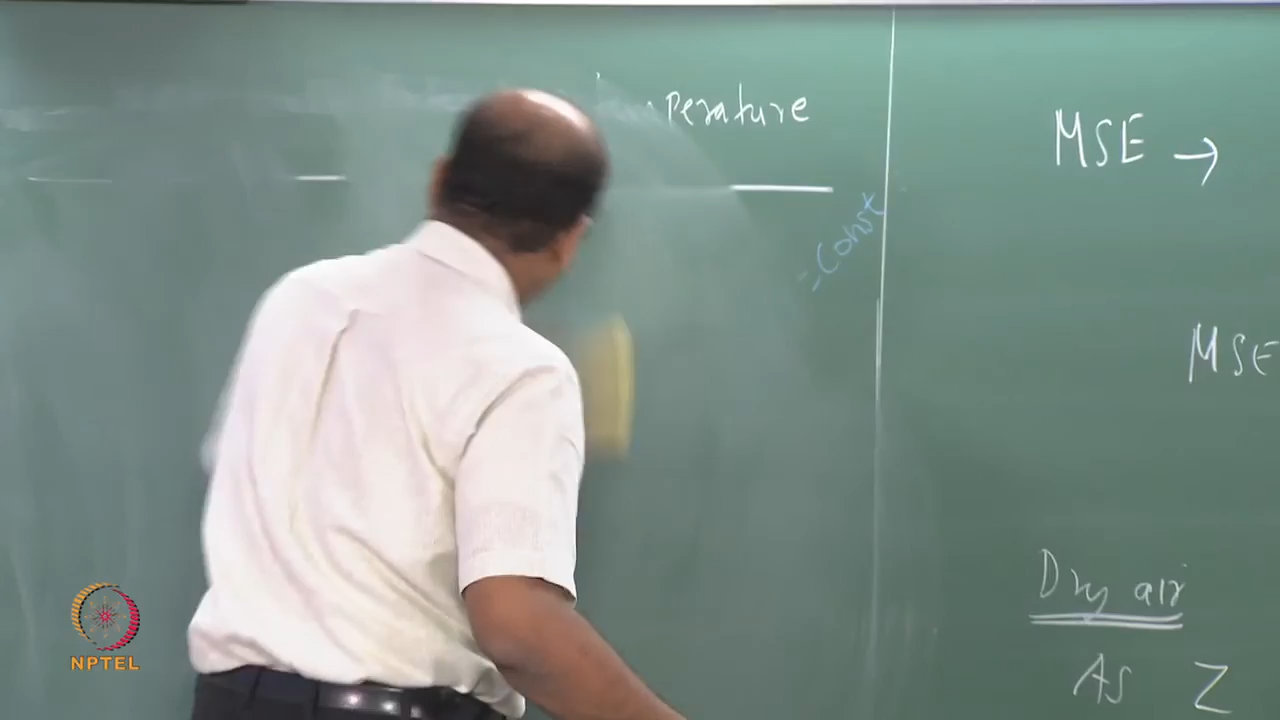 perature
= Const
MSE →
MSE
Dry air
As Z
NPTEL